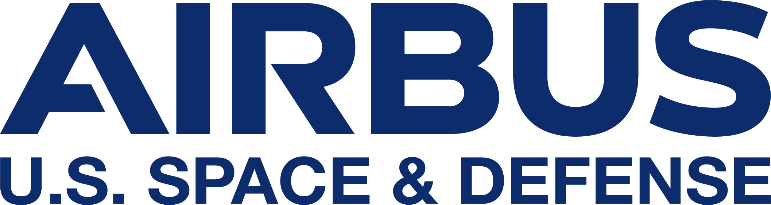 AIRBUS
U.S. SPACE & DEFENSE